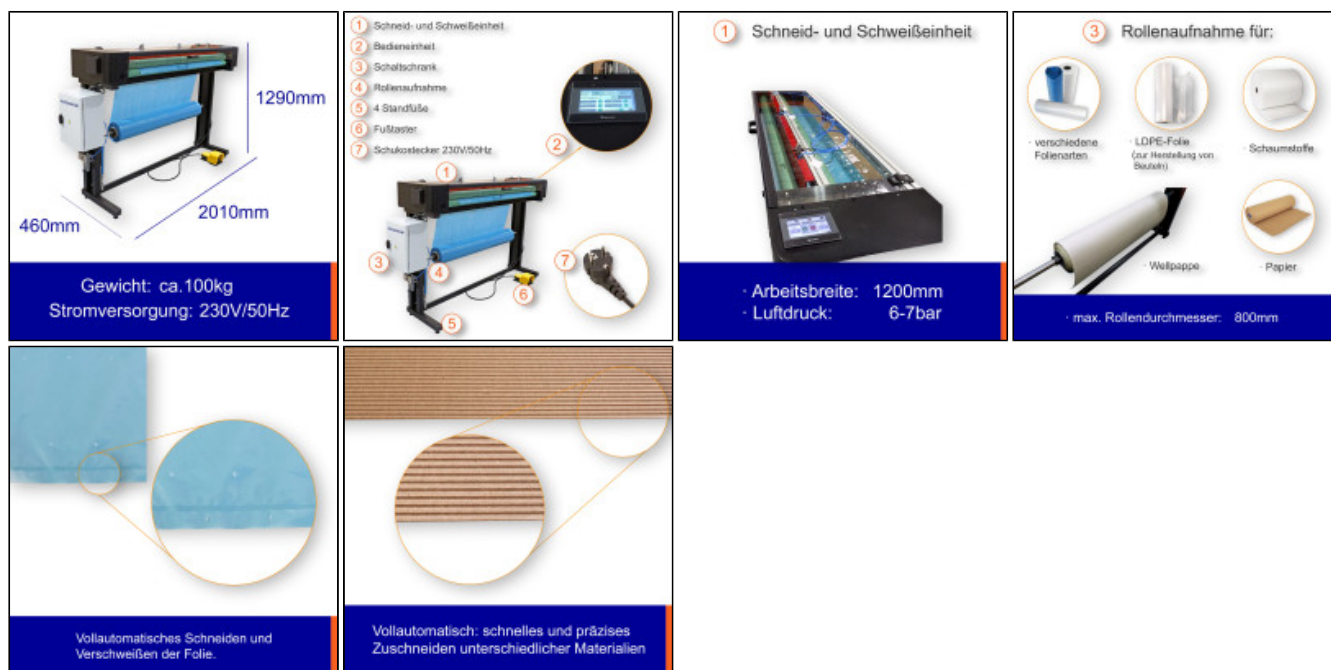 1290mm
2010mm
460mm
Gewicht: ca.100kg
Stromversorgung: 230V/50Hz
1 Schneid- und Schweißeinheit
2 Bedieneinheit
3 Schaltschrank
4 Rollenaufnahme
5 4 Standfüße
6 Fußtaster
7 Schukostecker 230V/50Hz
2
1
3
4
7
6
5
1 Schneid- und Schweißeinheit
· Arbeitsbreite: 1200mm
· Luftdruck: 6-7bar
3 Rollenaufnahme für:
· verschiedene
Folienarten
· LDPE-Folie
(zur Herstellung von
Beuteln)
· Schaumstoffe
· Wellpappe
· Papier
· max. Rollendurchmesser: 800mm
Vollautomatisches Schneiden und
Verschweißen der Folie.
Vollautomatisch: schnelles und präzises
Zuschneiden unterschiedlicher Materialien